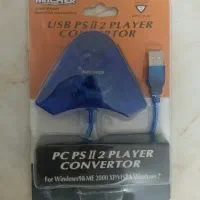 USB PS II 2 PLAYER
CONVERTOR
PC PS II 2 PLAYER
CONVERTOR
For Windows98/ME 2000 XP/VISTA Windows 7